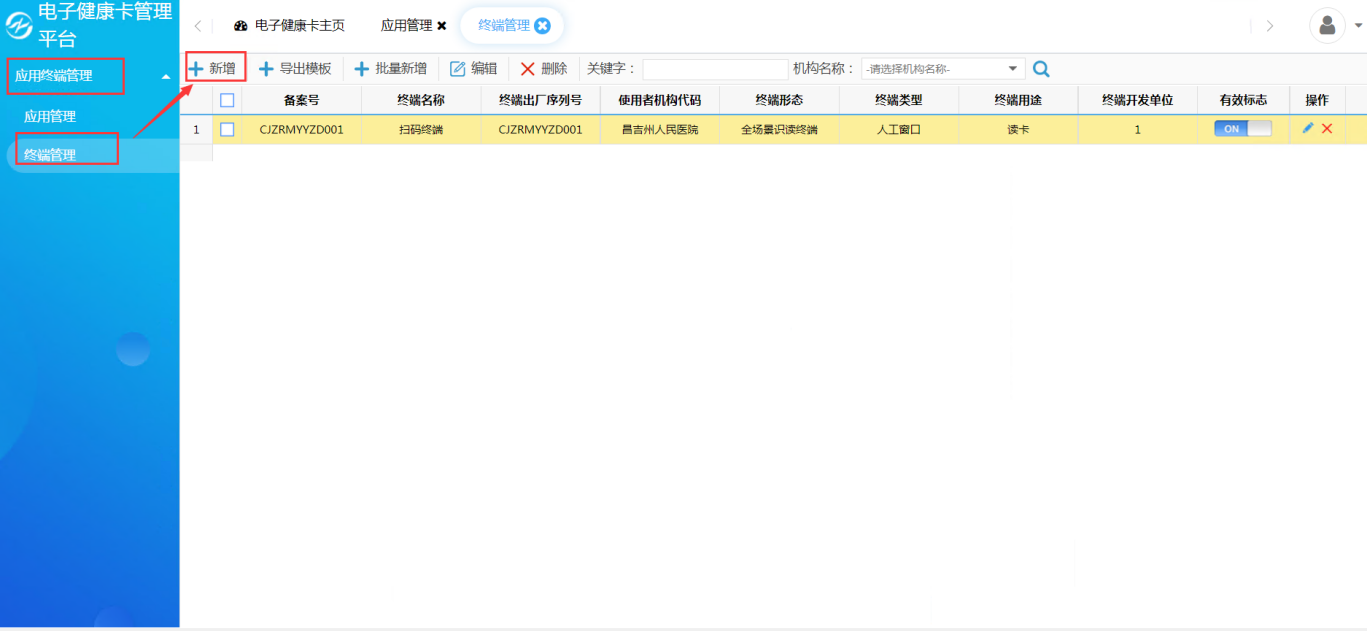 电子健康卡管理
平台
电子健康卡主页 应用管理 终端管理
应用终端管理
应用管理
终端管理
新增 导出模板 批量新增 编辑 删除 关键字： 机构名称： -请选择机构名称-
备案号 终端名称 终端出厂序列号 使用者机构代码 终端形态 终端类型 终端用途 终端开发单位 有效标志 操作
1 CJZRMYYZD001 扫码终端 CJZRMYYZD001 昌吉州人民医院 全场景识读终端 人工窗口 读卡 1 ON